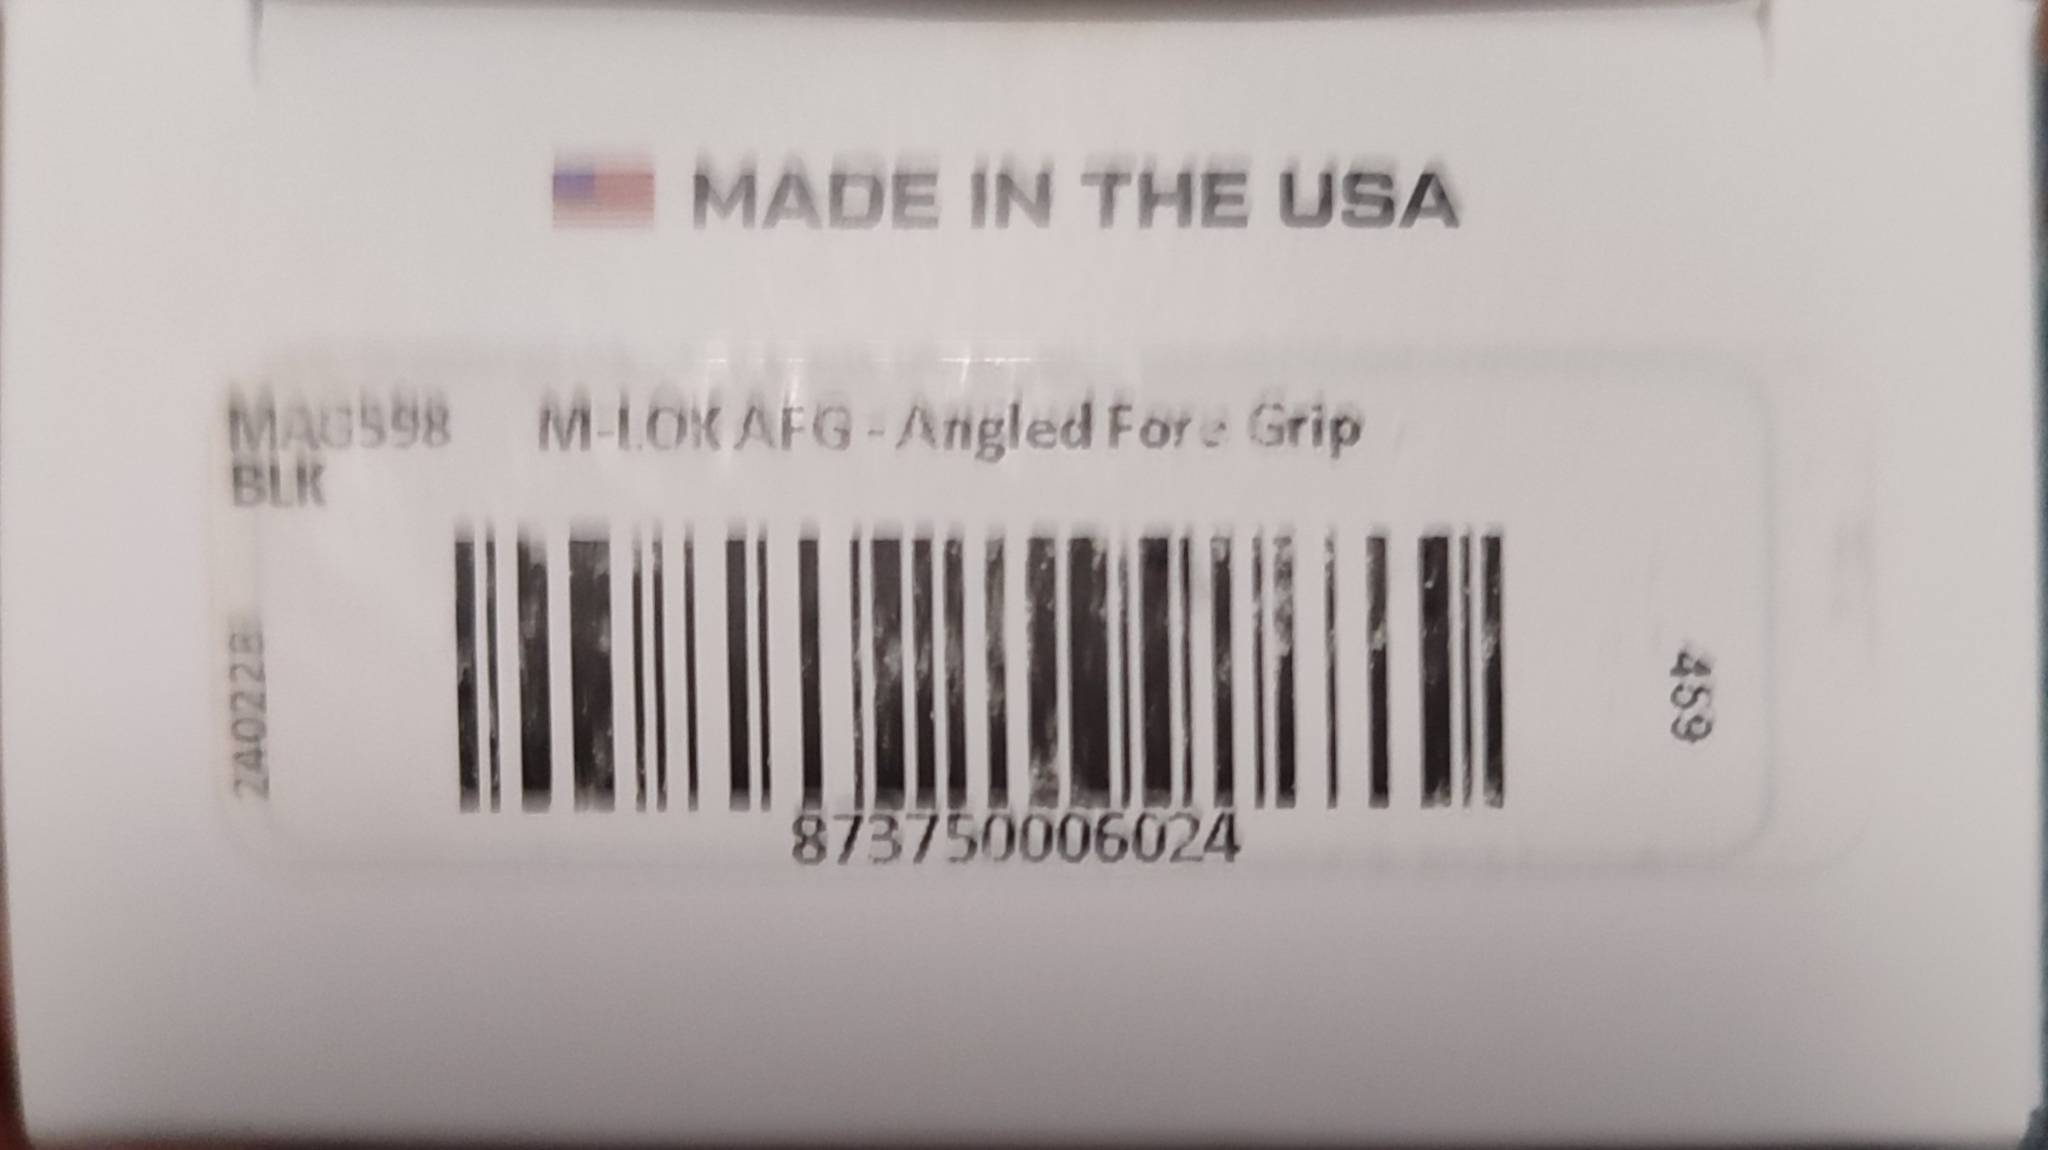 MADE IN THE USA
MAG598 M-LOK AFG - Angled Fore Grip
BLK
240228
459
873750006024